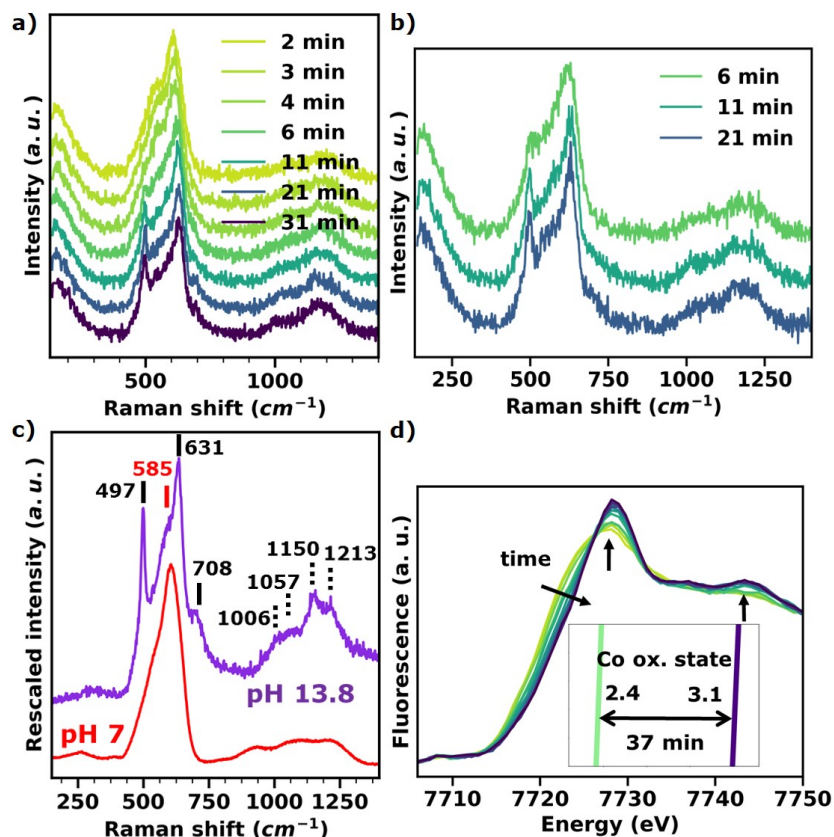 a)
2 min
3 min
4 min
6 min
11 min
21 min
31 min
Intensity (a. u.)
500
1000
Raman shift (cm⁻¹)
b)
6 min
11 min
21 min
Intensity (a. u.)
250
500
750
1000
1250
Raman shift (cm⁻¹)
c)
631
585
497
708
1150
1213
1057
1006
pH 13.8
pH 7
Rescaled intensity (a. u.)
250
500
750
1000
1250
Raman shift (cm⁻¹)
d)
time
Co ox. state
2.4
3.1
37 min
Fluorescence (a. u.)
7710
7720
7730
7740
7750
Energy (eV)